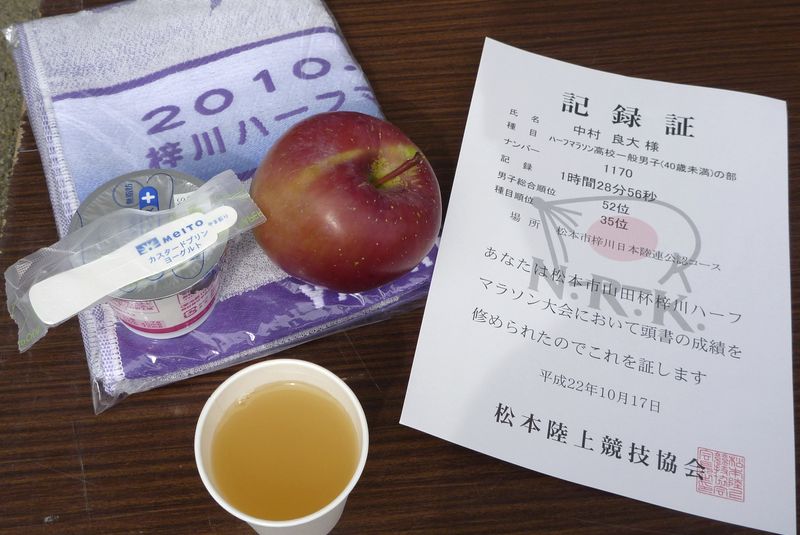 2010.
梓川ハーフ
meito
カスタードプリン
ヨーグルト
記録証
氏名 中村 良大 様
種目 ハーフマラソン高校一般男子(40歳未満)の部
ナンバー 1170
記録 1時間28分56秒
男子総合順位 52位
種目順位 35位
場所 松本市梓川日本陸連公認コース
N.R.K.
あなたは松本市山田杯梓川ハーフ
マラソン大会において頭書の成績を
修められたのでこれを証します
平成22年10月17日
松本陸上競技協会